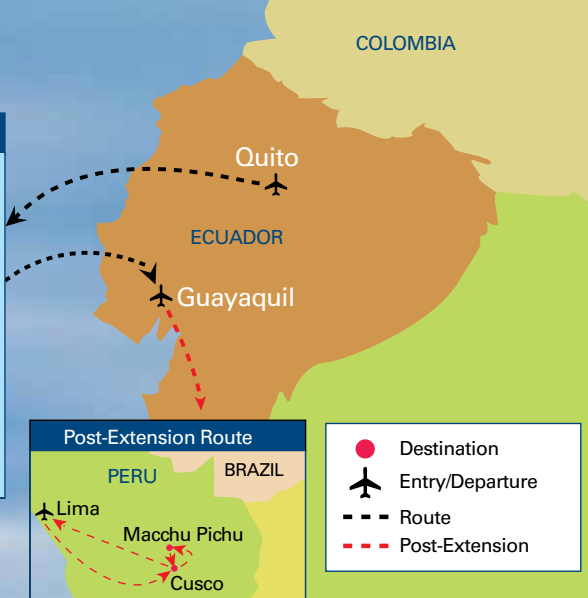 COLOMBIA
Quito
ECUADOR
Guayaquil
Post-Extension Route
PERU
BRAZIL
Lima
Macchu Pichu
Cusco
Destination
Entry/Departure
Route
Post-Extension